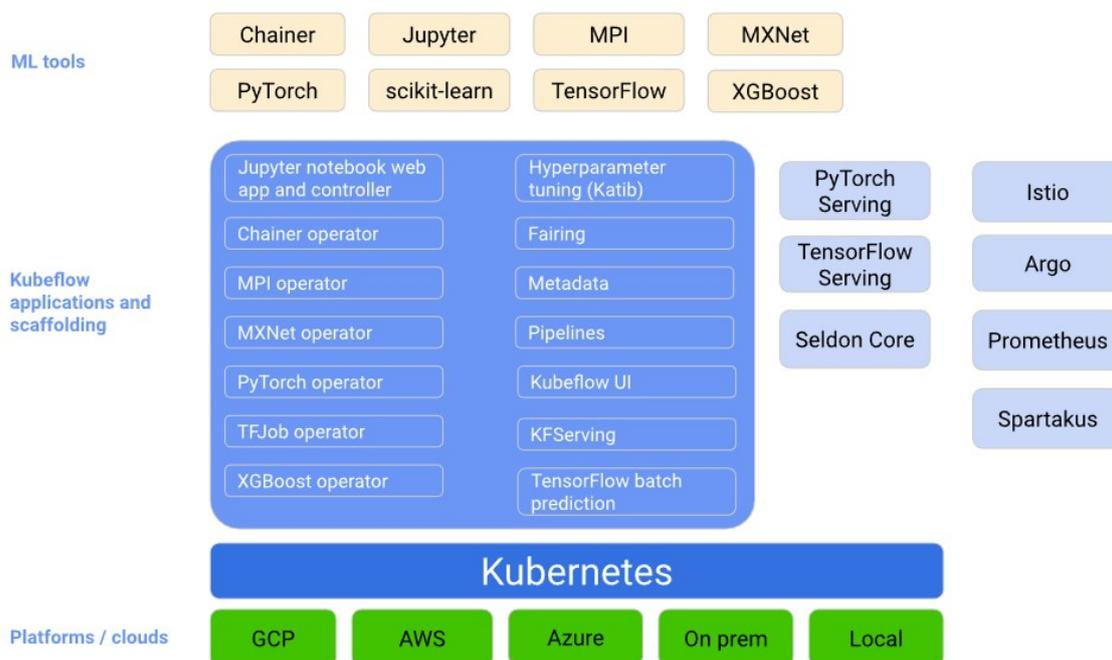 ML tools
Chainer
Jupyter
MPI
MXNet
PyTorch
scikit-learn
TensorFlow
XGBoost
Kubeflow
applications and
scaffolding
Jupyter notebook web
app and controller
Chainer operator
MPI operator
MXNet operator
PyTorch operator
TFJob operator
XGBoost operator
Hyperparameter
tuning (Katib)
Fairing
Metadata
Pipelines
Kubeflow UI
KFServing
TensorFlow batch
prediction
PyTorch
Serving
TensorFlow
Serving
Seldon Core
Istio
Argo
Prometheus
Spartakus
Kubernetes
Platforms / clouds
GCP
AWS
Azure
On prem
Local